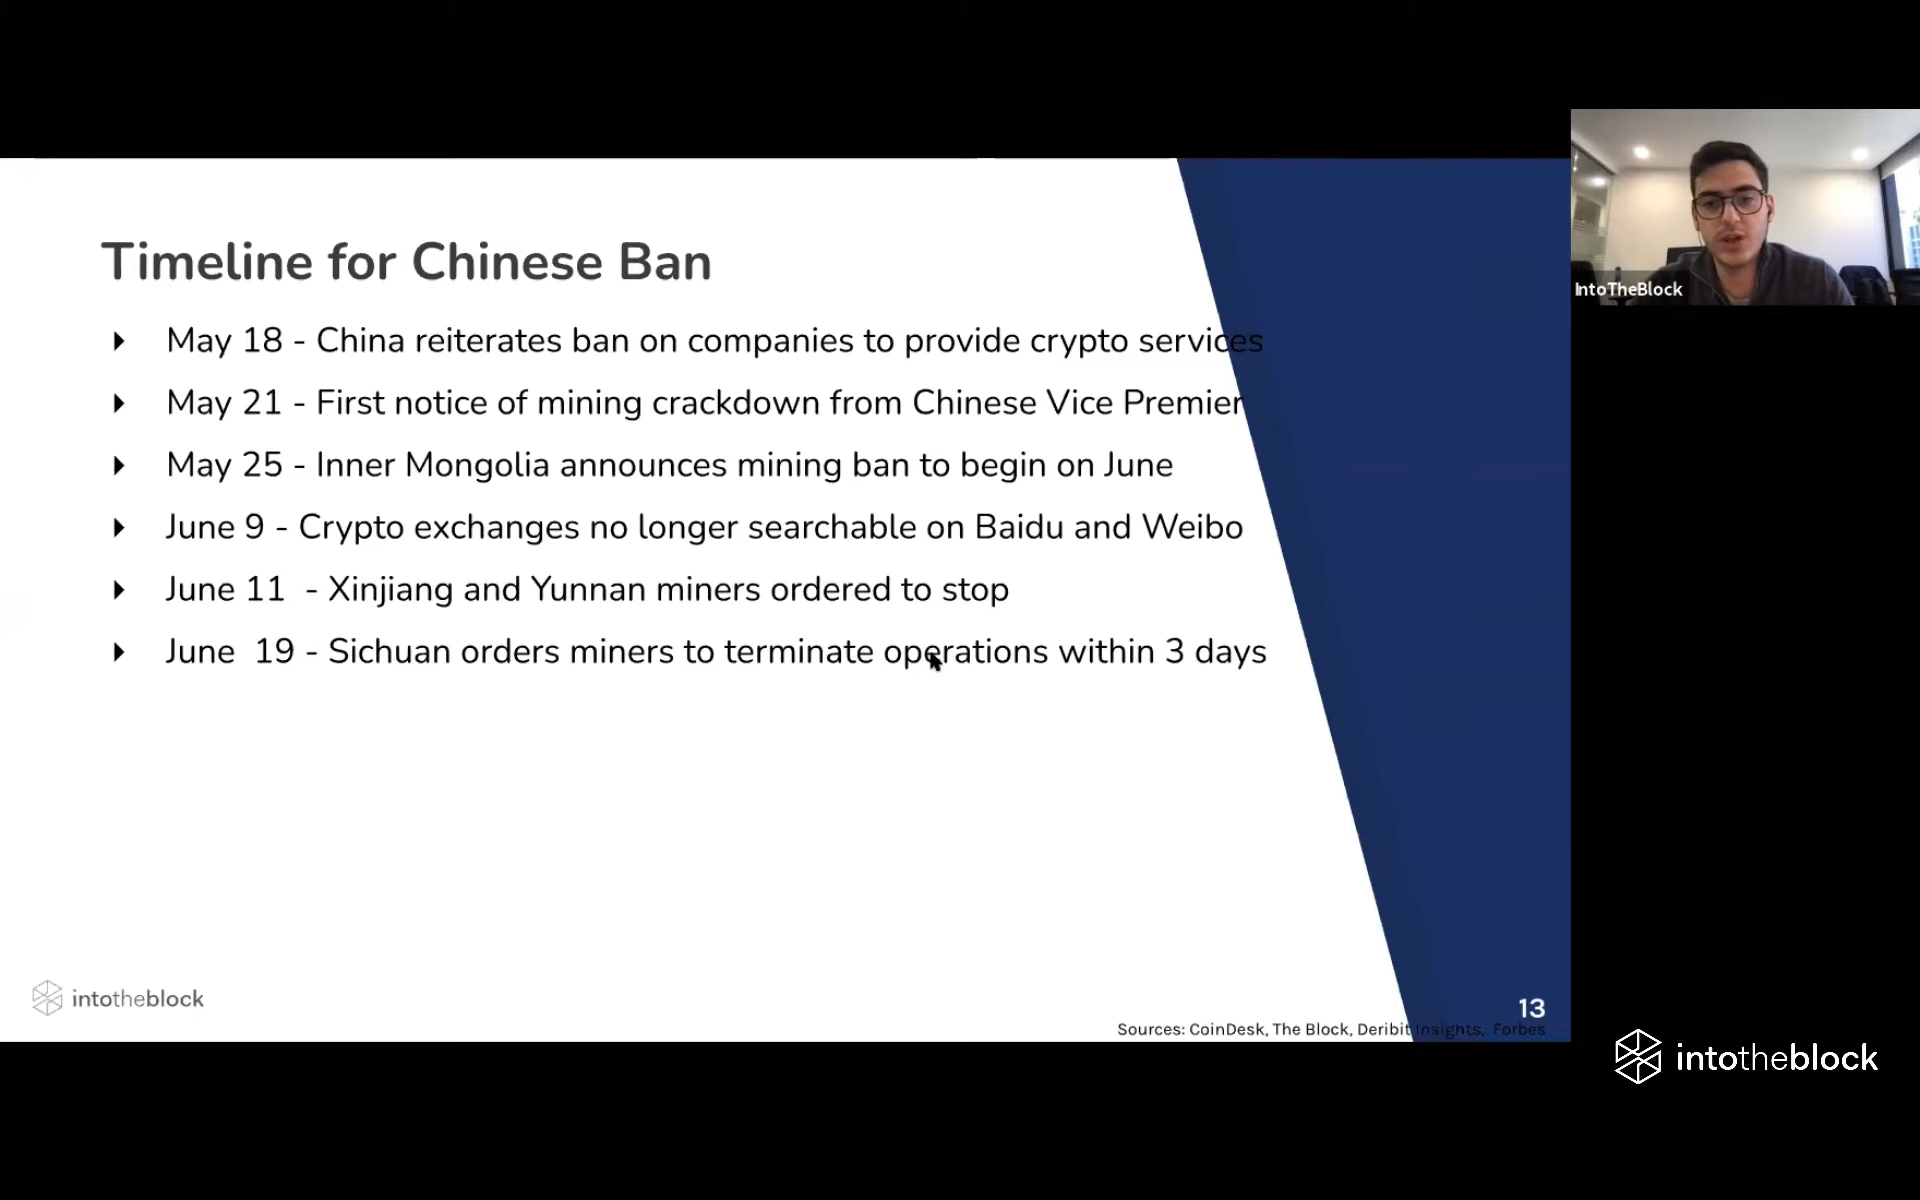 Timeline for Chinese Ban
May 18 - China reiterates ban on companies to provide crypto services
May 21 - First notice of mining crackdown from Chinese Vice Premier
May 25 - Inner Mongolia announces mining ban to begin on June
June 9 - Crypto exchanges no longer searchable on Baidu and Weibo
June 11 - Xinjiang and Yunnan miners ordered to stop
June 19 - Sichuan orders miners to terminate operations within 3 days
intotheblock
13
Sources: CoinDesk, The Block, Deribit Insights, Forbes
IntoTheBlock
intotheblock